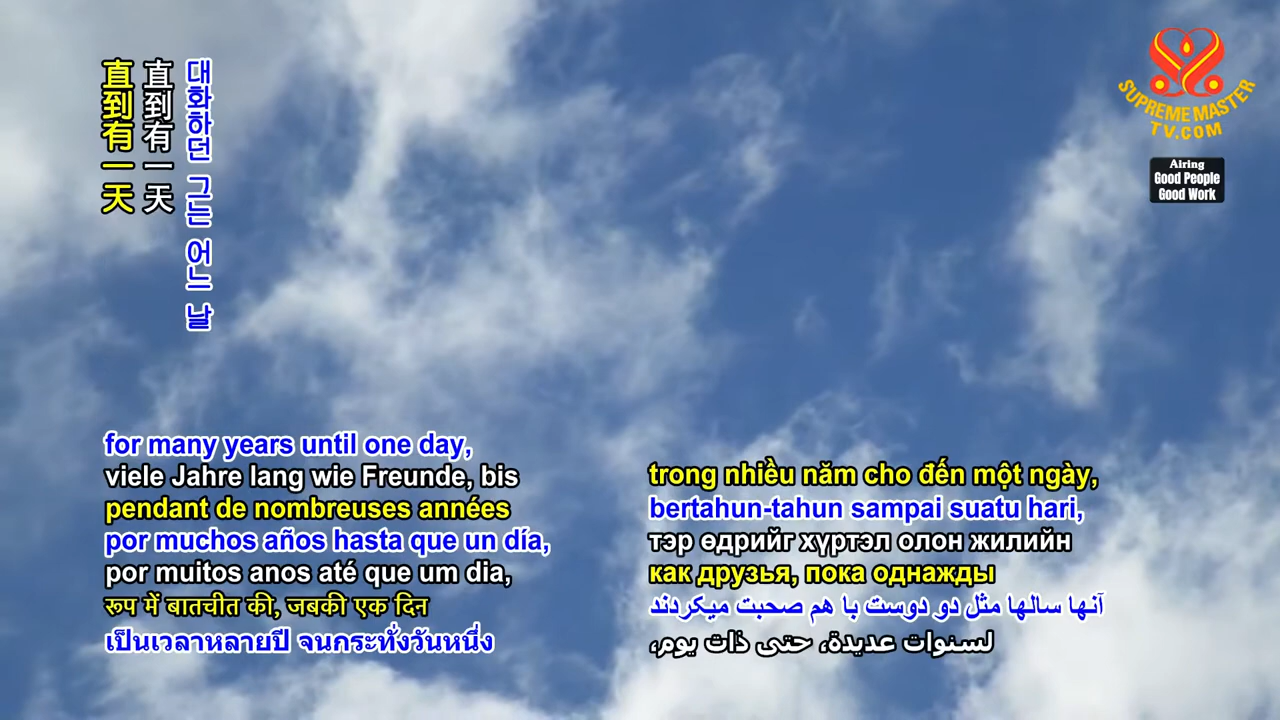 直到有一天
直到有一天
대화하던 그는 어느 날
SUPREME MASTER
TV.COM
Airing
Good People
Good Work
for many years until one day,
viele Jahre lang wie Freunde, bis
pendant de nombreuses années
por muchos años hasta que un día,
por muitos anos até que um dia,
रूप में बातचीत की, जबकी एक दिन
เป็นเวลาหลายปี จนกระทั่งวันหนึ่ง
trong nhiều năm cho đến một ngày,
bertahun-tahun sampai suatu hari,
тэр өдрийг хүртэл олон жилийн
как друзья, пока однажды
آنها سالها مثل دو دوست با هم صحبت میکردند
لسنوات عديدة، حتى ذات يوم،